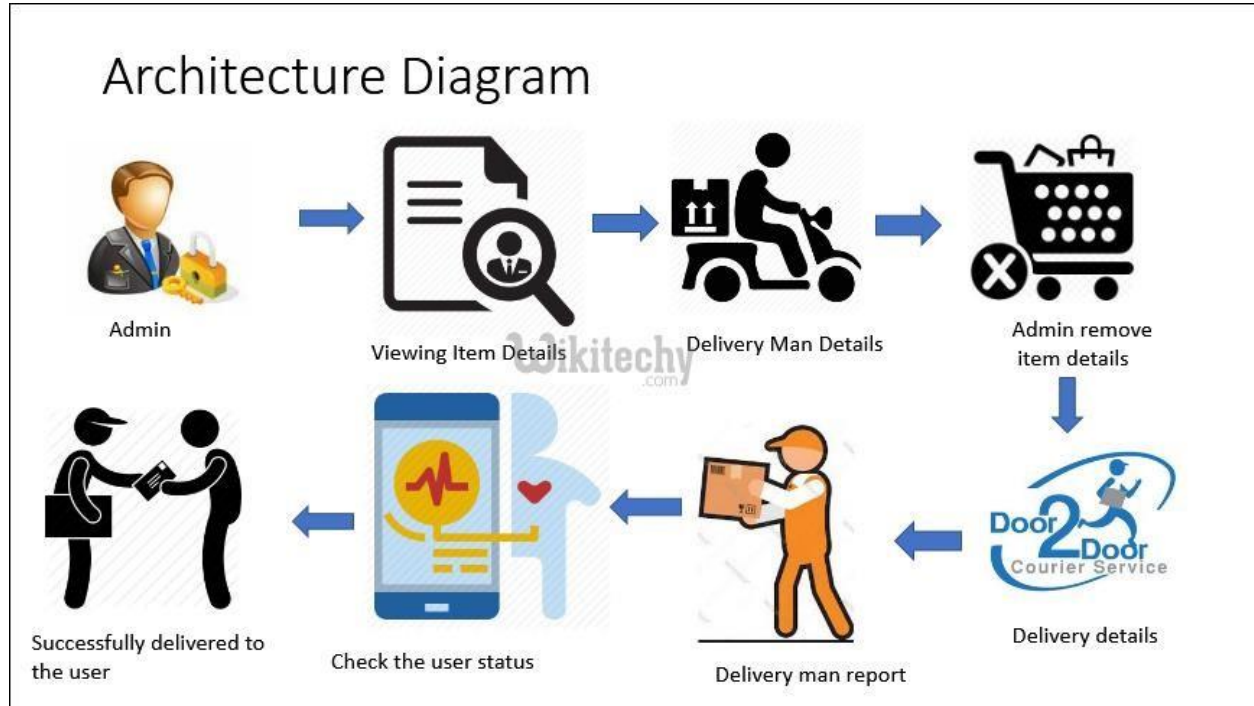 Architecture Diagram
Admin
Viewing Item Details
Delivery Man Details
Admin remove
item details
Wikitechy
.com
Successfully delivered to
the user
Check the user status
Delivery man report
Door
2
Door
Courier Service
Delivery details